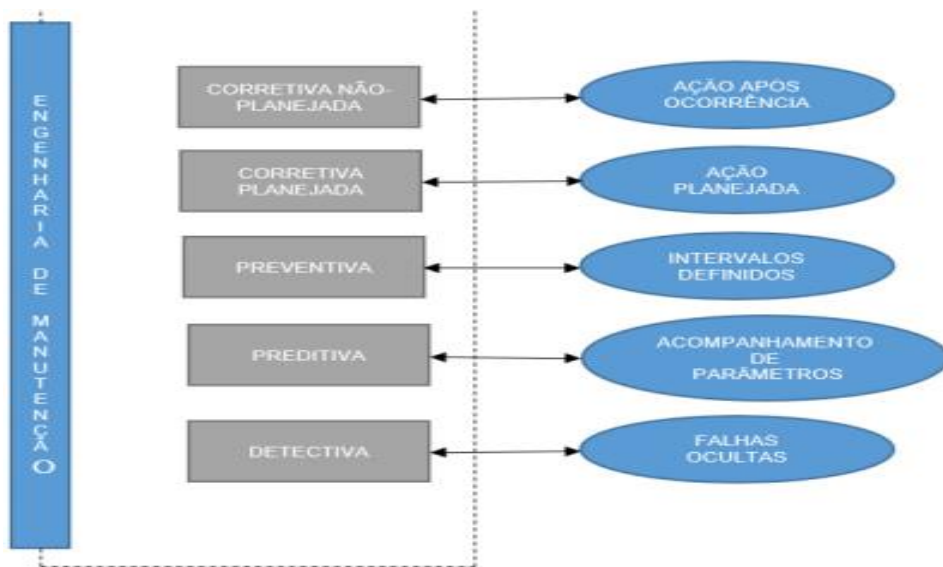 ENGENHARIA DE MANUTENÇÃO
CORRETIVA NÃO-
PLANEJADA
AÇÃO APÓS
OCORRÊNCIA
CORRETIVA
PLANEJADA
AÇÃO
PLANEJADA
PREVENTIVA
INTERVALOS
DEFINIDOS
PREDITIVA
ACOMPANHAMENTO
DE
PARÂMETROS
DETECTIVA
FALHAS
OCULTAS